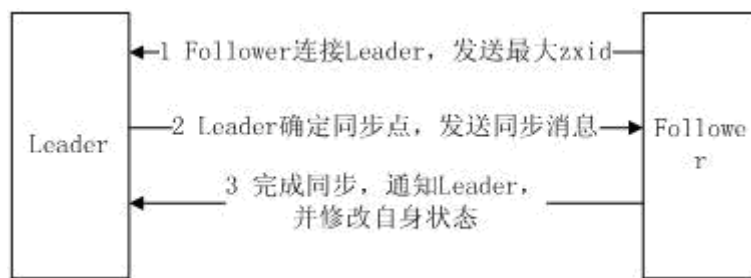 1 Follower连接Leader，发送最大zxid
Leader
2 Leader确定同步点，发送同步消息
Followe
r
3 完成同步，通知Leader，
并修改自身状态